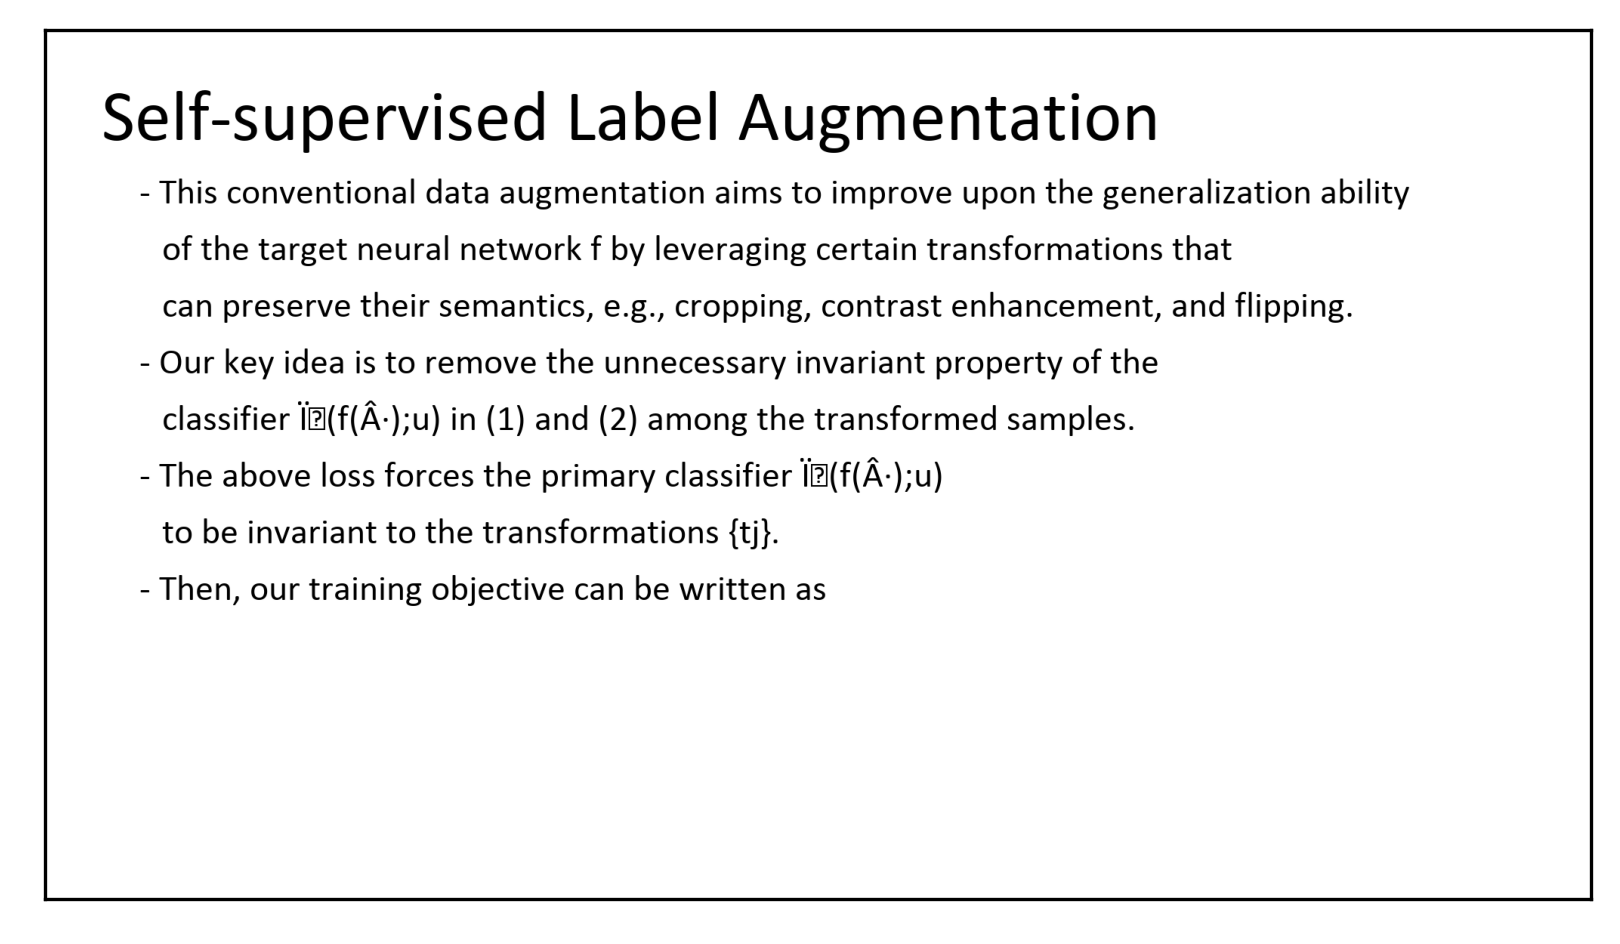 Self-supervised Label Augmentation
- This conventional data augmentation aims to improve upon the generalization ability
of the target neural network f by leveraging certain transformations that
can preserve their semantics, e.g., cropping, contrast enhancement, and flipping.
- Our key idea is to remove the unnecessary invariant property of the
classifier Ï(f(Â·);u) in (1) and (2) among the transformed samples.
- The above loss forces the primary classifier Ï(f(Â·);u)
to be invariant to the transformations {tj}.
- Then, our training objective can be written as